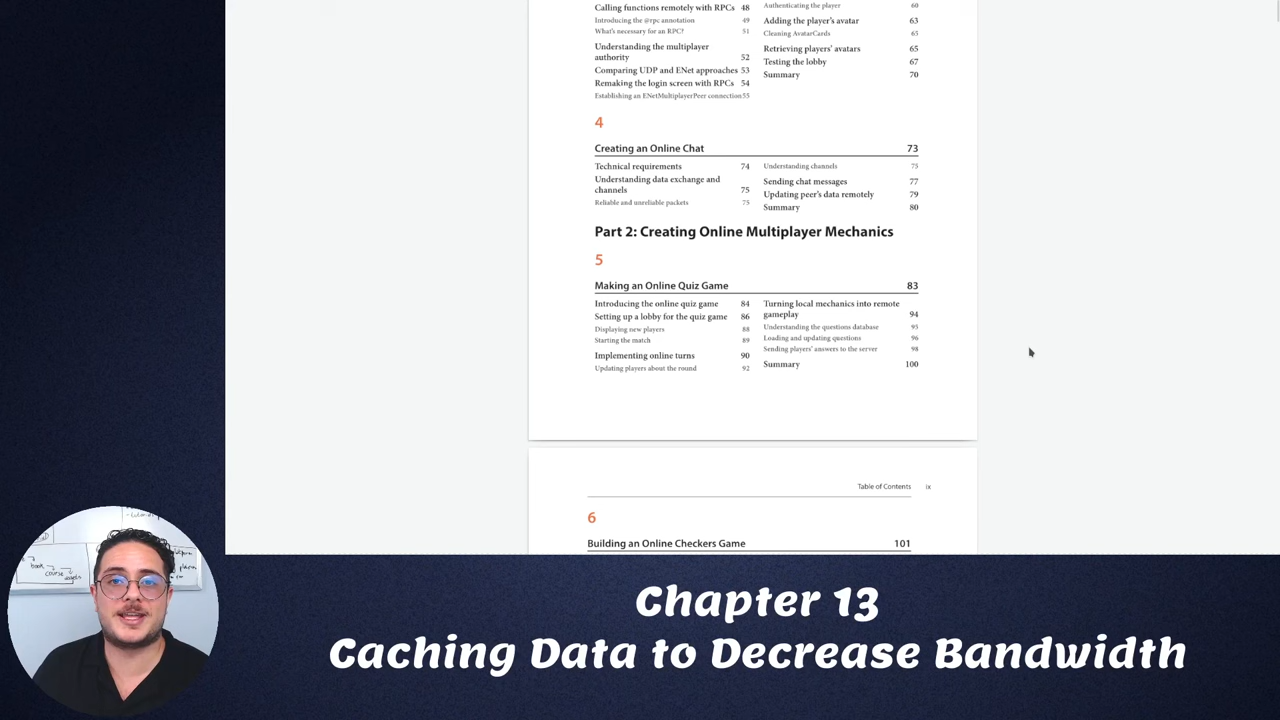 Calling functions remotely with RPCs 48
Introducing the @rpc annotation 49
What's necessary for an RPC? 51
Understanding the multiplayer
authority 52
Comparing UDP and ENet approaches 53
Remaking the login screen with RPCs 54
Establishing an ENetMultiplayerPeer connection 55
Authenticating the player 60
Adding the player's avatar 63
Cleaning AvatarCards 65
Retrieving players' avatars 65
Testing the lobby 67
Summary 70
4
Creating an Online Chat 73
Technical requirements 74
Understanding data exchange and
channels 75
Reliable and unreliable packets 75
Understanding channels 75
Sending chat messages 77
Updating peer's data remotely 79
Summary 80
Part 2: Creating Online Multiplayer Mechanics
5
Making an Online Quiz Game 83
Introducing the online quiz game 84
Setting up a lobby for the quiz game 86
Displaying new players 88
Starting the match 89
Implementing online turns 90
Updating players about the round 92
Turning local mechanics into remote
gameplay 94
Understanding the questions database 95
Loading and updating questions 96
Sending players' answers to the server 98
Summary 100
Table of Contents ix
6
Building an Online Checkers Game 101
book
course
assets
Chapter 13
Caching Data to Decrease Bandwidth